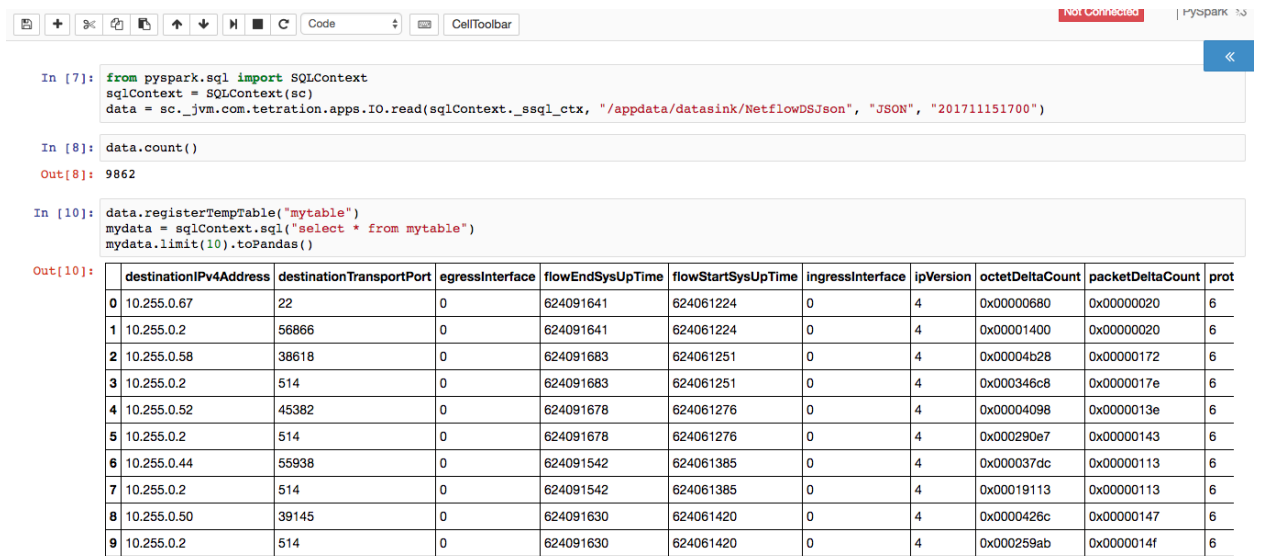 Code CellToolbar Not Connected PySpark
«
In [7]: from pyspark.sql import SQLContext
sqlContext = SQLContext(sc)
data = sc._jvm.com.tetration.apps.IO.read(sqlContext._ssql_ctx, "/appdata/datasink/NetflowDSJson", "JSON", "201711151700")
In [8]: data.count()
Out[8]: 9862
In [10]: data.registerTempTable("mytable")
mydata = sqlContext.sql("select * from mytable")
mydata.limit(10).toPandas()
Out[10]:
destinationIPv4Address destinationTransportPort egressInterface flowEndSysUpTime flowStartSysUpTime ingressInterface ipVersion octetDeltaCount packetDeltaCount prot
0 10.255.0.67 22 0 624091641 624061224 0 4 0x00000680 0x00000020 6
1 10.255.0.2 56866 0 624091641 624061224 0 4 0x00001400 0x00000020 6
2 10.255.0.58 38618 0 624091683 624061251 0 4 0x00004b28 0x00000172 6
3 10.255.0.2 514 0 624091683 624061251 0 4 0x000346c8 0x0000017e 6
4 10.255.0.52 45382 0 624091678 624061276 0 4 0x00004098 0x0000013e 6
5 10.255.0.2 514 0 624091678 624061276 0 4 0x000290e7 0x00000143 6
6 10.255.0.44 55938 0 624091542 624061385 0 4 0x000037dc 0x00000113 6
7 10.255.0.2 514 0 624091542 624061385 0 4 0x00019113 0x00000113 6
8 10.255.0.50 39145 0 624091630 624061420 0 4 0x0000426c 0x00000147 6
9 10.255.0.2 514 0 624091630 624061420 0 4 0x000259ab 0x0000014f 6